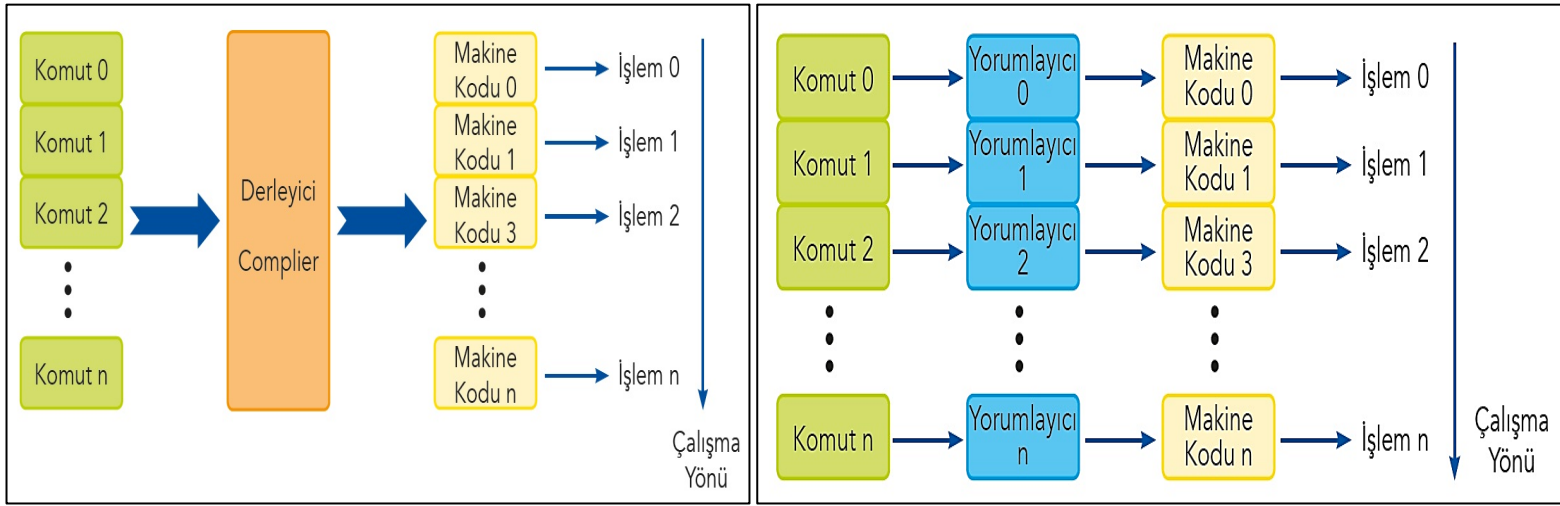 Komut 0
Komut 1
Komut 2
Komut n
Derleyici
Complier
Makine
Kodu 0
Makine
Kodu 1
Makine
Kodu 3
Makine
Kodu n
İşlem 0
İşlem 1
İşlem 2
İşlem n
Çalışma
Yönü
Komut 0
Yorumlayıcı
0
Makine
Kodu 0
İşlem 0
Komut 1
Yorumlayıcı
1
Makine
Kodu 1
İşlem 1
Komut 2
Yorumlayıcı
2
Makine
Kodu 3
İşlem 2
Komut n
Yorumlayıcı
n
Makine
Kodu n
İşlem n
Çalışma
Yönü